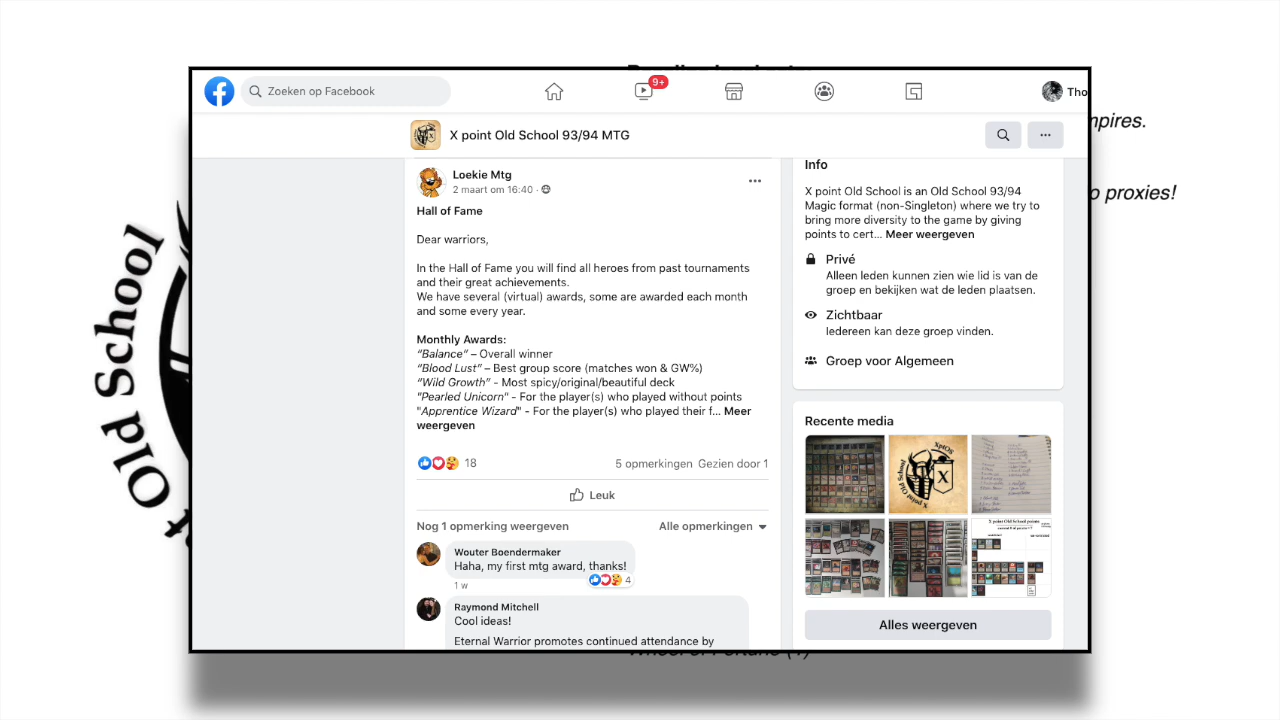 Zoeken op Facebook
9+
Tho
X point Old School 93/94 MTG
mpires.
o proxies!
Old School
Loekie Mtg
2 maart om 16:40 ·
Hall of Fame
Dear warriors,
In the Hall of Fame you will find all heroes from past tournaments
and their great achievements.
We have several (virtual) awards, some are awarded each month
and some every year.
Monthly Awards:
“Balance” – Overall winner
“Blood Lust” – Best group score (matches won & GW%)
“Wild Growth” - Most spicy/original/beautiful deck
"Pearled Unicorn" - For the player(s) who played without points
"Apprentice Wizard" - For the player(s) who played their f... Meer
weergeven
18
5 opmerkingen Gezien door 1
Leuk
Nog 1 opmerking weergeven
Alle opmerkingen
Wouter Boendermaker
Haha, my first mtg award, thanks!
4
1 w
Raymond Mitchell
Cool ideas!
Eternal Warrior promotes continued attendance by
Info
X point Old School is an Old School 93/94
Magic format (non-Singleton) where we try to
bring more diversity to the game by giving
points to cert... Meer weergeven
Privé
Alleen leden kunnen zien wie lid is van de
groep en bekijken wat de leden plaatsen.
Zichtbaar
Iedereen kan deze groep vinden.
Groep voor Algemeen
Recente media
XptOS
Old School
X
X point Old School points
Alles weergeven